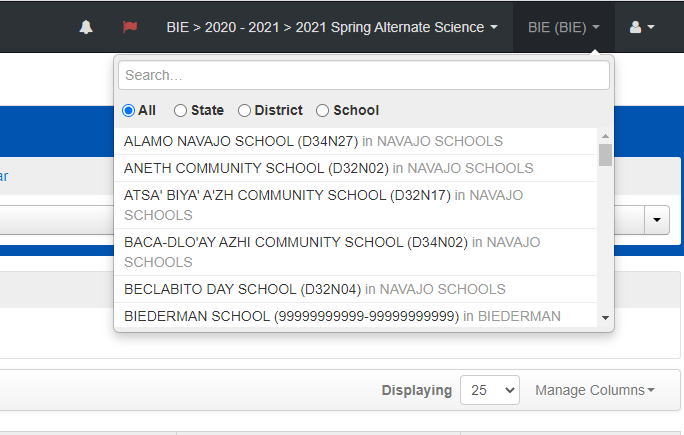 BIE > 2020 - 2021 > 2021 Spring Alternate Science BIE (BIE)
Search...
All State District School
ALAMO NAVAJO SCHOOL (D34N27) in NAVAJO SCHOOLS
ANETH COMMUNITY SCHOOL (D32N02) in NAVAJO SCHOOLS
ATSA' BIYA' A'ZH COMMUNITY SCHOOL (D32N17) in NAVAJO
SCHOOLS
BACA-DLO'AY AZHI COMMUNITY SCHOOL (D34N02) in NAVAJO
SCHOOLS
BECLABITO DAY SCHOOL (D32N04) in NAVAJO SCHOOLS
BIEDERMAN SCHOOL (99999999999-99999999999) in BIEDERMAN
Displaying 25 Manage Columns